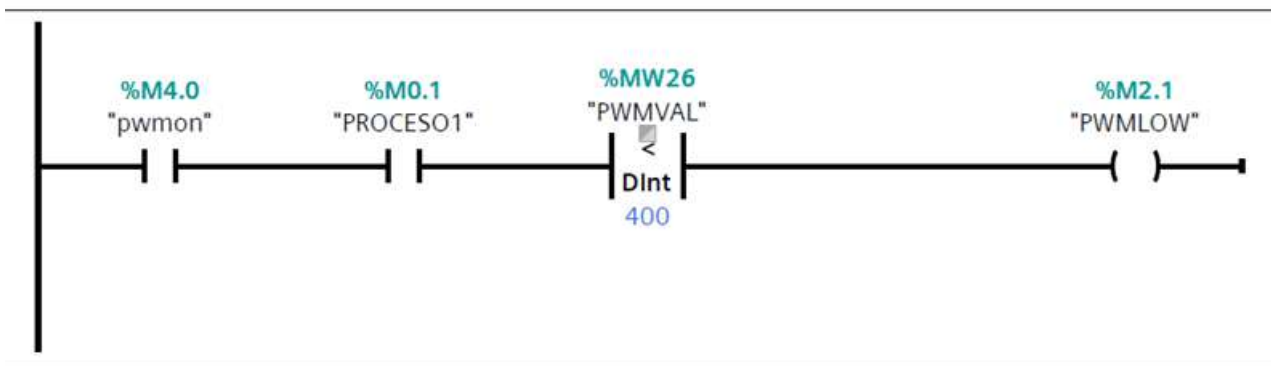 %M4.0
"pwmon"
%M0.1
"PROCESO1"
%MW26
"PWMVAL"
<
DInt
400
%M2.1
"PWMLOW"